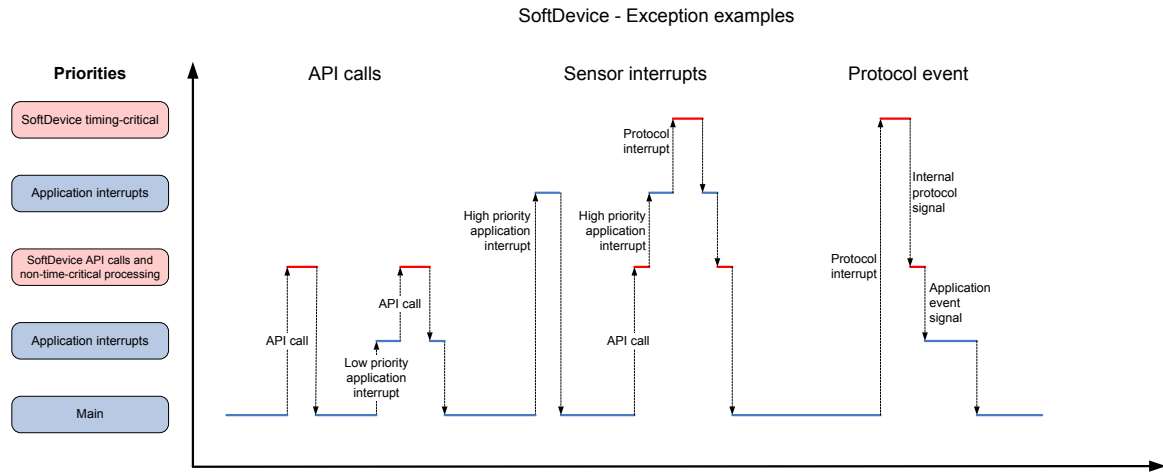 SoftDevice - Exception examples
Priorities
API calls
Sensor interrupts
Protocol event
SoftDevice timing-critical
Application interrupts
SoftDevice API calls and
non-time-critical processing
Application interrupts
Main
API call
Low priority
application
interrupt
API call
High priority
application
interrupt
API call
High priority
application
interrupt
Protocol
interrupt
Protocol
interrupt
Internal
protocol
signal
Application
event
signal